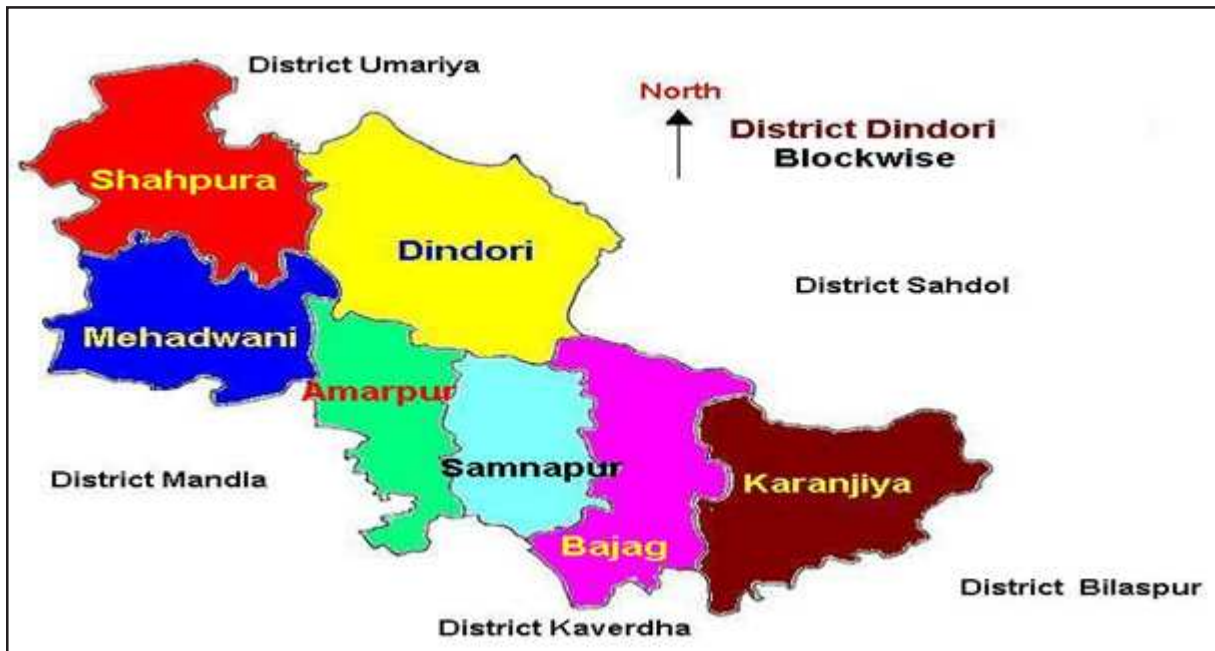 District Umariya
North
District Dindori
Blockwise
Shahpura
Dindori
District Sahdol
Mehadwani
Amarpur
Samnapur
District Mandla
Karanjiya
Bajag
District Bilaspur
District Kaverdha